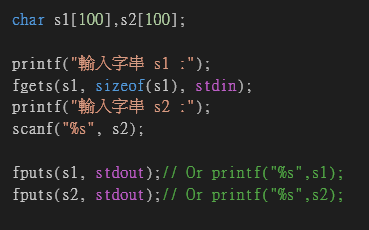 char s1[100],s2[100];
printf("輸入字串 s1 :");
fgets(s1, sizeof(s1), stdin);
printf("輸入字串 s2 :");
scanf("%s", s2);
fputs(s1, stdout);// Or printf("%s",s1);
fputs(s2, stdout);// Or printf("%s",s2);